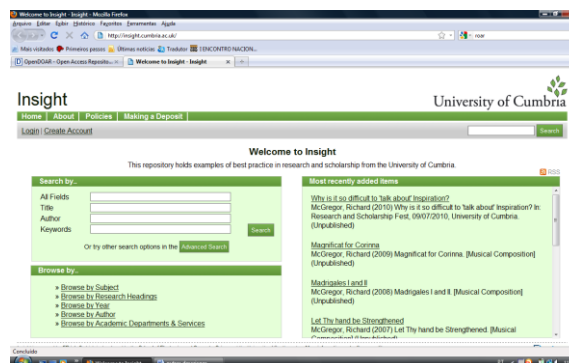 Welcome to Insight - Insight - Mozilla Firefox
Arquivo Editar Exibir Histórico Favoritos Ferramentas Ajuda
http://insight.cumbria.ac.uk/
roar
Mais visitados Primeiros passos Últimas notícias Tradutor I ENCONTRO NACION...
OpenDOAR - Open Access Reposito... Welcome to Insight - Insight
Insight
University of Cumbria
Home About Policies Making a Deposit
Login | Create Account
Search
Welcome to Insight
This repository holds examples of best practice in research and scholarship from the University of Cumbria.
RSS
Search by..
All Fields
Title
Author
Keywords
Search
Or try other search options in the Advanced Search
Browse by..
» Browse by Subject
» Browse by Research Headings
» Browse by Year
» Browse by Author
» Browse by Academic Departments & Services
Most recently added items
Why is it so difficult to 'talk about' Inspiration?
McGregor, Richard (2010) Why is it so difficult to 'talk about' Inspiration? In:
Research and Scholarship Fest, 09/07/2010, University of Cumbria.
(Unpublished)
Magnificat for Corinna
McGregor, Richard (2009) Magnificat for Corinna. [Musical Composition]
(Unpublished)
Madrigales I and II
McGregor, Richard (2008) Madrigales I and II. [Musical Composition]
(Unpublished)
Let Thy hand be Strengthened
McGregor, Richard (2007) Let Thy hand be Strengthened. [Musical
Composition] (Unpublished)
Concluído
Welcome to Insight